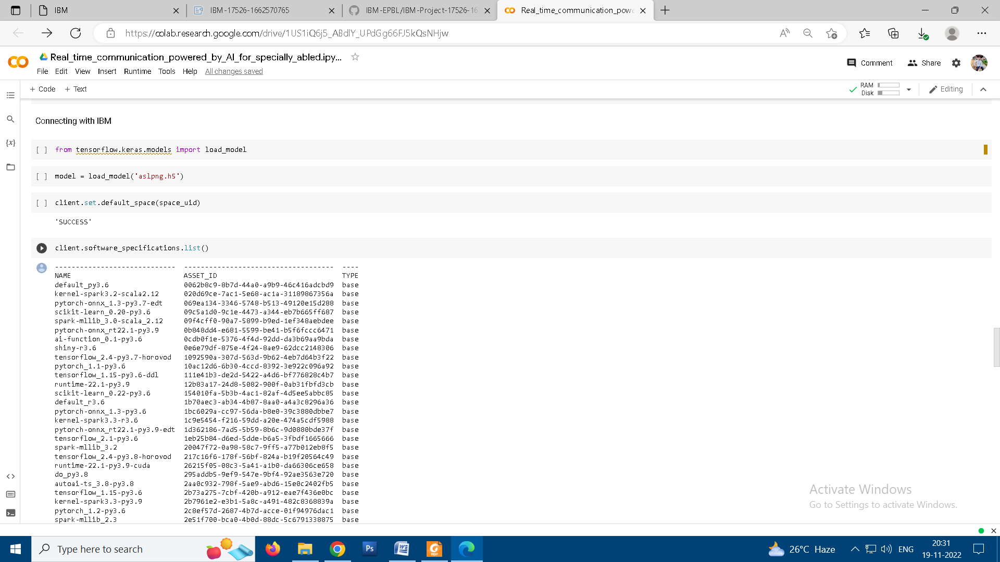 IBM
IBM-17526-1662570765
IBM-EPBL/IBM-Project-17526-16
Real_time_communication_powe
https://colab.research.google.com/drive/1US1iQ6j5_ABdlY_UPdGg66FJ5kQsNHjw
Real_time_communication_powered_by_AI_for_specially_abled.ipy...
Comment
Share
File Edit View Insert Runtime Tools Help All changes saved
+ Code + Text
RAM
Disk
Editing
Connecting with IBM
{x}
[ ] from tensorflow.keras.models import load_model
[ ] model = load_model('aslpng.h5')
[ ] client.set.default_space(space_uid)
'SUCCESS'
client.software_specifications.list()
----------------------------- ------------------------------------ ----
NAME ASSET_ID TYPE
default_py3.6 0062b8c9-8b7d-44a0-a9b9-46c416adcbd9 base
kernel-spark3.2-scala2.12 020d69ce-7ac1-5e68-ac1a-31189867356a base
pytorch-onnx_1.3-py3.7-edt 069ea134-3346-5748-b513-49120e15d288 base
scikit-learn_0.20-py3.6 09c5a1d0-9c1e-4473-a344-eb7b665ff687 base
spark-mllib_3.0-scala_2.12 09f4cff0-90a7-5899-b9ed-1ef348aebdee base
pytorch-onnx_rt22.1-py3.9 0b848dd4-e681-5599-be41-b5f6fccc6471 base
ai-function_0.1-py3.6 0cdb0f1e-5376-4f4d-92dd-da3b69aa9bda base
shiny-r3.6 0e6e79df-875e-4f24-8ae9-62dcc2148306 base
tensorflow_2.4-py3.7-horovod 1092590a-307d-563d-9b62-4eb7d64b3f22 base
pytorch_1.1-py3.6 10ac12d6-6b30-4ccd-8392-3e922c096a92 base
tensorflow_1.15-py3.6-ddl 111e41b3-de2d-5422-a4d6-bf776828c4b7 base
runtime-22.1-py3.9 12b83a17-24d8-5082-900f-0ab31fbfd3cb base
scikit-learn_0.22-py3.6 154010fa-5b3b-4ac1-82af-4d5ee5abbc85 base
default_r3.6 1b70aec3-ab34-4b87-8aa0-a4a3c8296a36 base
pytorch-onnx_1.3-py3.6 1bc6029a-cc97-56da-b8e0-39c3880dbbe7 base
kernel-spark3.3-r3.6 1c9e5454-f216-59dd-a20e-474a5cdf5988 base
pytorch-onnx_rt22.1-py3.9-edt 1d362186-7ad5-5b59-8b6c-9d0880bde37f base
tensorflow_2.1-py3.6 1eb25b84-d6ed-5dde-b6a5-3fbdf1665666 base
spark-mllib_3.2 20047f72-0a98-58c7-9ff5-a77b012eb8f5 base
tensorflow_2.4-py3.8-horovod 217c16f6-178f-56bf-824a-b19f20564c49 base
runtime-22.1-py3.9-cuda 26215f05-08c3-5a41-a1b0-da66306ce658 base
do_py3.8 295addb5-9ef9-547e-9bf4-92ae3563e720 base
autoai-ts_3.8-py3.8 2aa0c932-798f-5ae9-abd6-15e0c2402fb5 base
tensorflow_1.15-py3.6 2b73a275-7cbf-420b-a912-eae7f436e0bc base
kernel-spark3.3-py3.9 2b7961e2-e3b1-5a8c-a491-482c8368839a base
pytorch_1.2-py3.6 2c8ef57d-2687-4b7d-acce-01f94976dac1 base
spark-mllib_2.3 2e51f700-bca0-4b0d-88dc-5c6791338875 base
Activate Windows
Go to Settings to activate Windows.
Type here to search
Ps
26°C Haze
ENG
20:31
19-11-2022